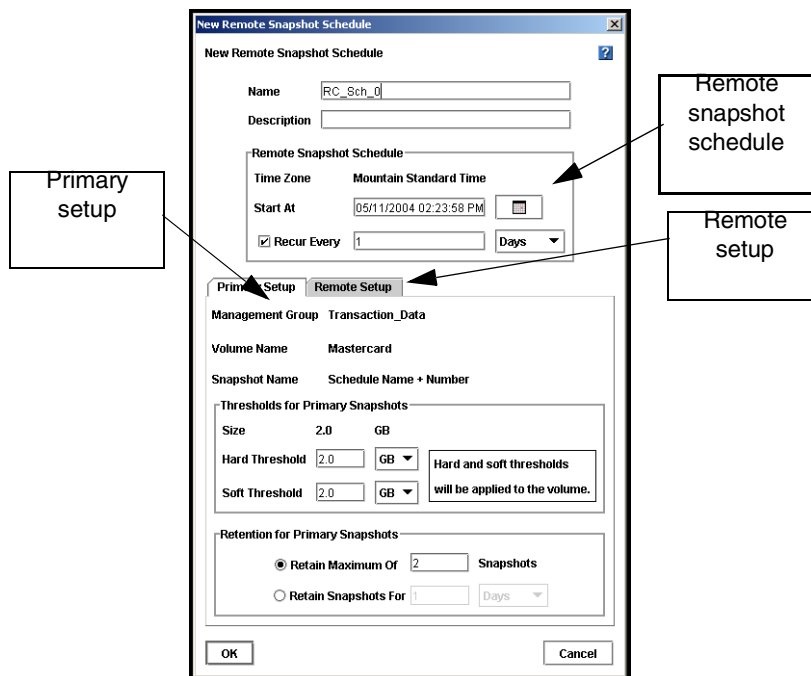 New Remote Snapshot Schedule
New Remote Snapshot Schedule
?
Name RC_Sch_0
Description
Remote Snapshot Schedule
Time Zone Mountain Standard Time
Start At 05/11/2004 02:23:58 PM
Recur Every 1 Days
Primary Setup Remote Setup
Management Group Transaction_Data
Volume Name Mastercard
Snapshot Name Schedule Name + Number
Thresholds for Primary Snapshots
Size 2.0 GB
Hard Threshold 2.0 GB
Soft Threshold 2.0 GB
Hard and soft thresholds
will be applied to the volume.
Retention for Primary Snapshots
Retain Maximum Of 2 Snapshots
Retain Snapshots For 1 Days
OK Cancel
Primary
setup
Remote
snapshot
schedule
Remote
setup